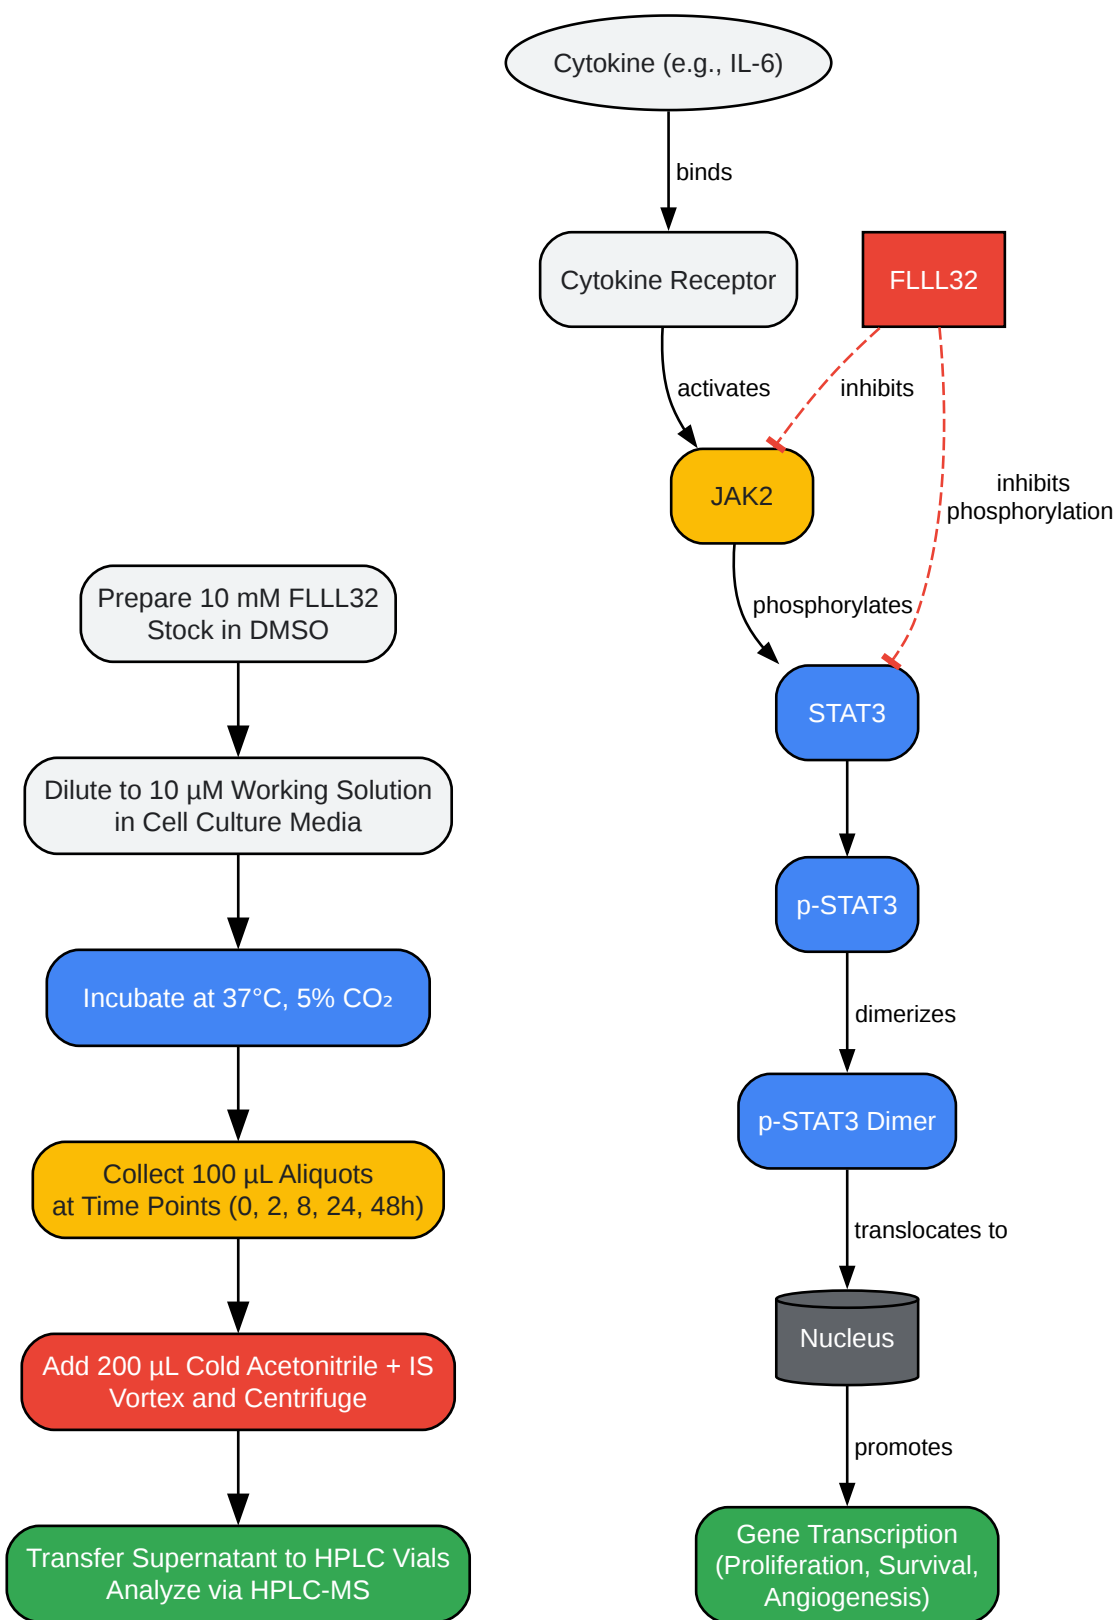 Cytokine (e.g., IL-6)
binds
Cytokine Receptor
FLLL32
activates
inhibits
JAK2
inhibits
phosphorylation
phosphorylates
STAT3
p-STAT3
dimerizes
p-STAT3 Dimer
translocates to
Nucleus
promotes
Gene Transcription
(Proliferation, Survival,
Angiogenesis)
Prepare 10 mM FLLL32
Stock in DMSO
Dilute to 10 µM Working Solution
in Cell Culture Media
Incubate at 37°C, 5% CO₂
Collect 100 µL Aliquots
at Time Points (0, 2, 8, 24, 48h)
Add 200 µL Cold Acetonitrile + IS
Vortex and Centrifuge
Transfer Supernatant to HPLC Vials
Analyze via HPLC-MS